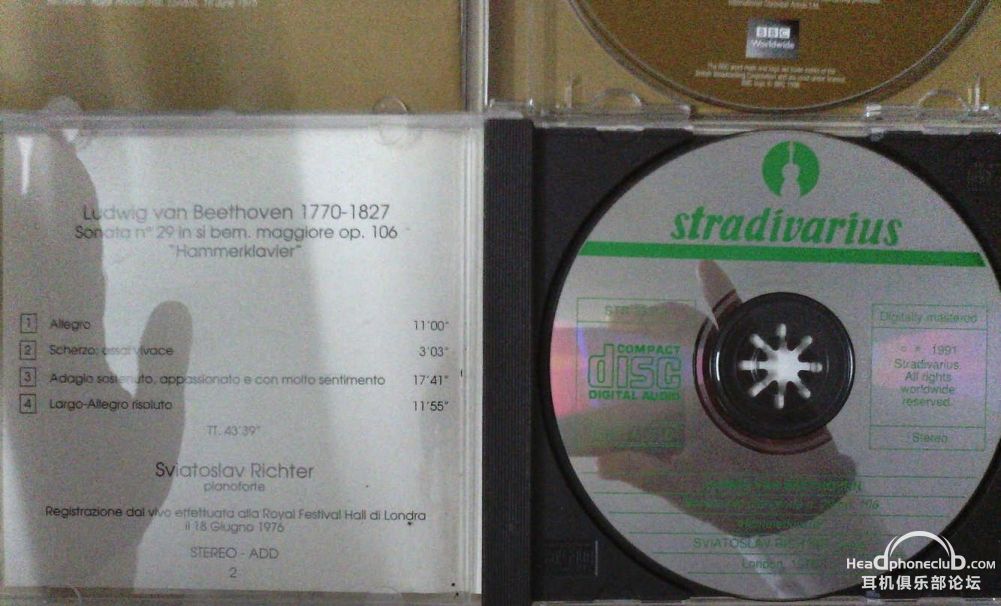 BBC
Worldwide
Ludwig van Beethoven 1770-1827
Sonata n° 29 in si bem. maggiore op. 106
"Hammerklavier"
1 Allegro 11'00"
2 Scherzo: assai vivace 3'03"
3 Adagio sostenuto, appassionato e con molto sentimento 17'41"
4 Largo-Allegro risoluto 11'55"
TT. 43'39"
Sviatoslav Richter
pianoforte
Registrazione dal vivo effettuata alla Royal Festival Hall di Londra
il 18 Giugno 1976
STEREO - ADD
2
stradivarius
STR
COMPACT
disc
DIGITAL AUDIO
Digitally mastered
1991
Stradivarius.
All rights
worldwide
reserved.
Stereo
SVIATOSLAV RICHTER
London,
HeadphoneclubD.com
耳机俱乐部论坛